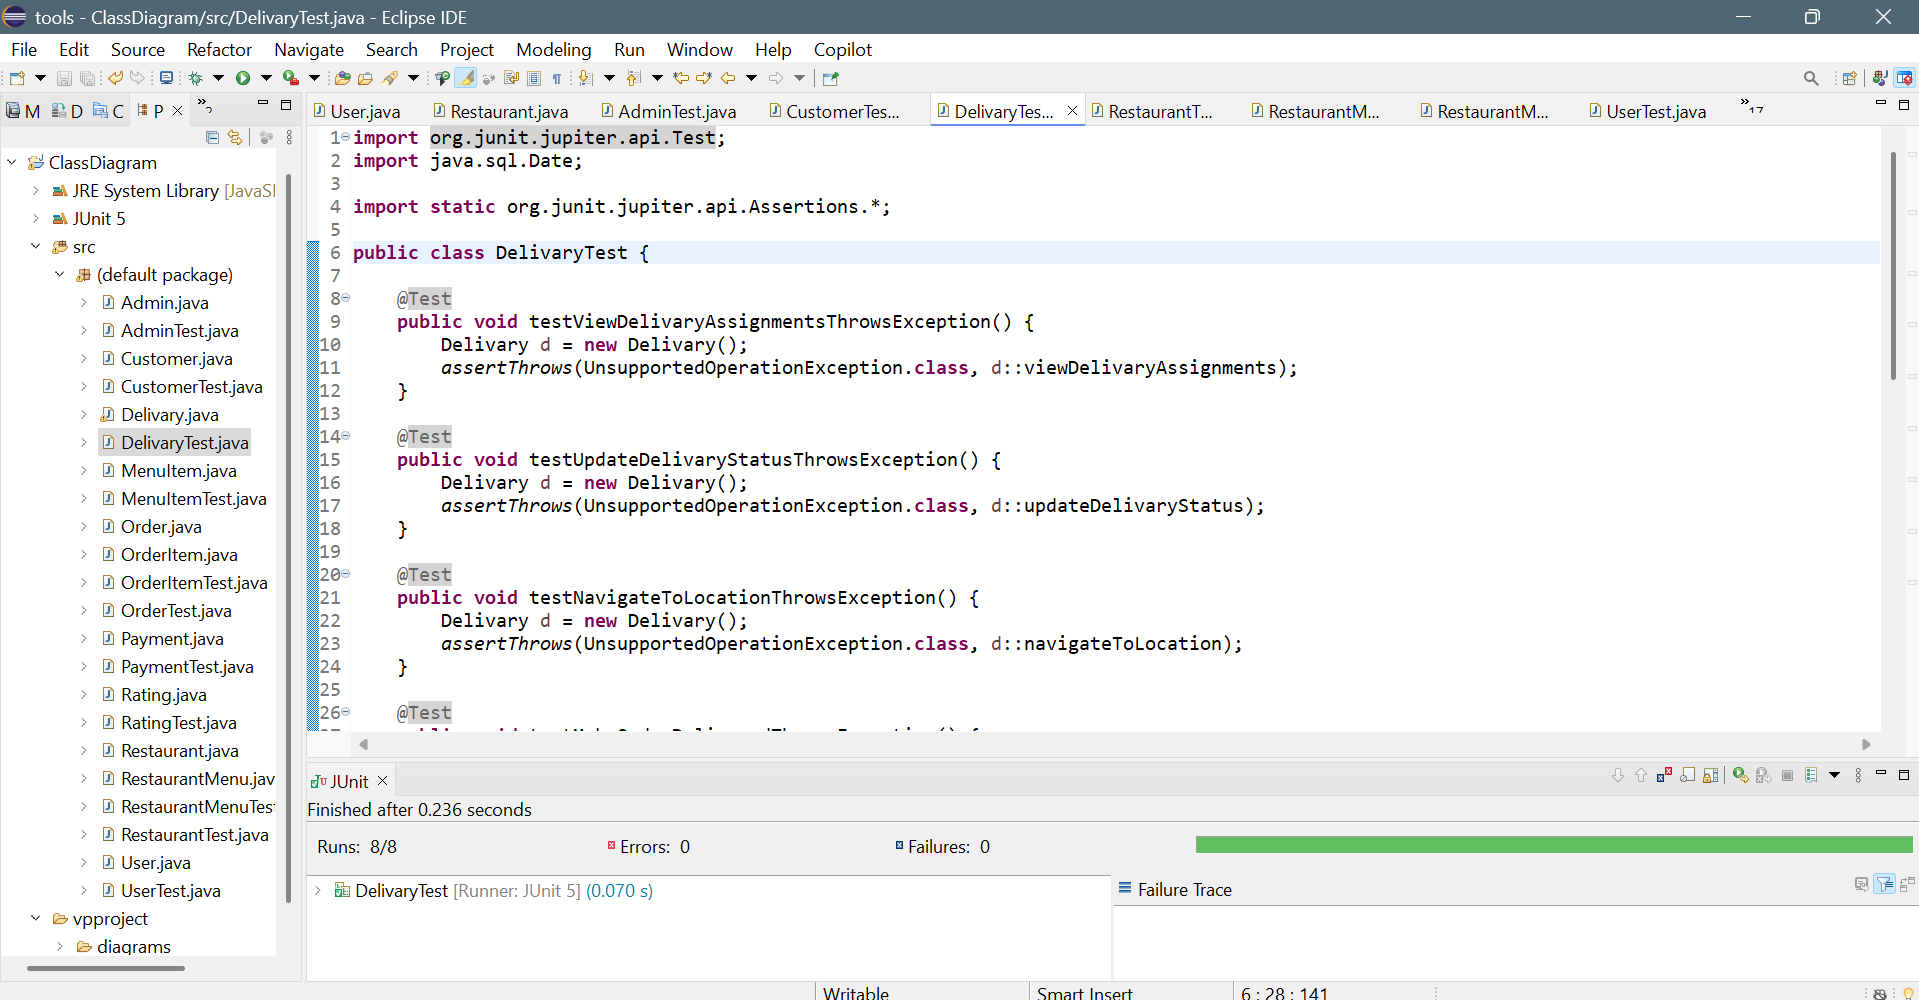 tools - ClassDiagram/src/DelivaryTest.java - Eclipse IDE
File Edit Source Refactor Navigate Search Project Modeling Run Window Help Copilot
M D C P »2
User.java Restaurant.java AdminTest.java CustomerTes... DelivaryTes... RestaurantT... RestaurantM... RestaurantM... UserTest.java »17
ClassDiagram
JRE System Library [JavaSI
JUnit 5
src
(default package)
Admin.java
AdminTest.java
Customer.java
CustomerTest.java
Delivary.java
DelivaryTest.java
MenuItem.java
MenuItemTest.java
Order.java
OrderItem.java
OrderItemTest.java
OrderTest.java
Payment.java
PaymentTest.java
Rating.java
RatingTest.java
Restaurant.java
RestaurantMenu.jav
RestaurantMenuTest
RestaurantTest.java
User.java
UserTest.java
vpproject
diagrams
1 import org.junit.jupiter.api.Test;
2 import java.sql.Date;
3
4 import static org.junit.jupiter.api.Assertions.*;
5
6 public class DelivaryTest {
7
8 @Test
9 public void testViewDelivaryAssignmentsThrowsException() {
10 Delivary d = new Delivary();
11 assertThrows(UnsupportedOperationException.class, d::viewDelivaryAssignments);
12 }
13
14 @Test
15 public void testUpdateDelivaryStatusThrowsException() {
16 Delivary d = new Delivary();
17 assertThrows(UnsupportedOperationException.class, d::updateDelivaryStatus);
18 }
19
20 @Test
21 public void testNavigateToLocationThrowsException() {
22 Delivary d = new Delivary();
23 assertThrows(UnsupportedOperationException.class, d::navigateToLocation);
24 }
25
26 @Test
JUnit
Finished after 0.236 seconds
Runs: 8/8 Errors: 0 Failures: 0
DelivaryTest [Runner: JUnit 5] (0.070 s)
Failure Trace
Writable Smart Insert 6 : 28 : 141